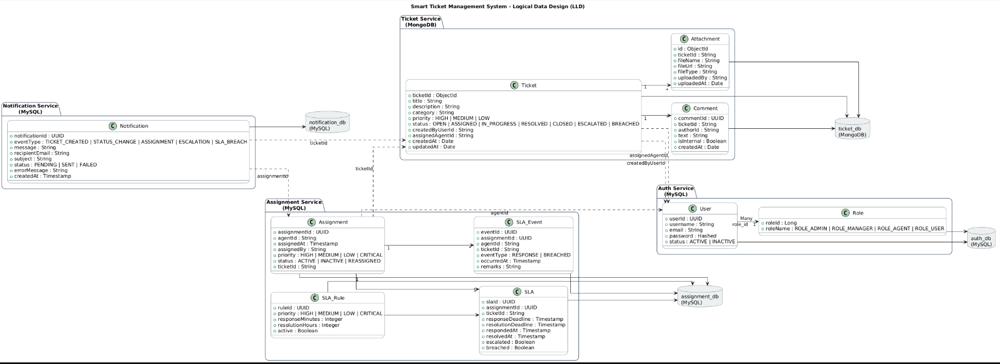 Smart Ticket Management System - Logical Data Design (LLD)
Ticket Service
(MongoDB)
C Attachment
id : ObjectId
ticketId : String
fileName : String
fileUrl : String
fileType : String
uploadedBy : String
uploadedAt : Date
C Ticket
ticketId : ObjectId
title : String
description : String
category : String
priority : HIGH | MEDIUM | LOW
status : OPEN | ASSIGNED | IN_PROGRESS | RESOLVED | CLOSED | ESCALATED | BREACHED
createdByUserId : String
assignedAgentId : String
createdAt : Date
updatedAt : Date
1
*
1
*
C Comment
commentId : UUID
ticketId : String
authorId : String
text : String
isInternal : Boolean
createdAt : Date
ticket_db
(MongoDB)
Notification Service
(MySQL)
C Notification
notificationId : UUID
eventType : TICKET_CREATED | STATUS_CHANGE | ASSIGNMENT | ESCALATION | SLA_BREACH
message : String
recipientEmail : String
subject : String
status : PENDING | SENT | FAILED
errorMessage : String
createdAt : Timestamp
notification_db
(MySQL)
ticketId
assignmentId
ticketId
assignedAgentId
createdByUserId
Auth Service
(MySQL)
C User
userId : UUID
username : String
email : String
password : Hashed
status : ACTIVE | INACTIVE
Many
role_id
1
C Role
roleId : Long
roleName : ROLE_ADMIN | ROLE_MANAGER | ROLE_AGENT | ROLE_USER
auth_db
(MySQL)
Assignment Service
(MySQL)
agentId
C Assignment
assignmentId : UUID
agentId : String
assignedAt : Timestamp
assignedBy : String
priority : HIGH | MEDIUM | LOW | CRITICAL
status : ACTIVE | INACTIVE | REASSIGNED
ticketId : String
1
*
C SLA_Event
eventId : UUID
assignmentId : UUID
agentId : String
ticketId : String
eventType : RESPONSE | BREACHED
occurredAt : Timestamp
remarks : String
1
1
C SLA_Rule
ruleId : UUID
priority : HIGH | MEDIUM | LOW | CRITICAL
responseMinutes : Integer
resolutionHours : Integer
active : Boolean
C SLA
slaId : UUID
assignmentId : UUID
ticketId : String
responseDeadline : Timestamp
resolutionDeadline : Timestamp
respondedAt : Timestamp
resolvedAt : Timestamp
escalated : Boolean
breached : Boolean
assignment_db
(MySQL)